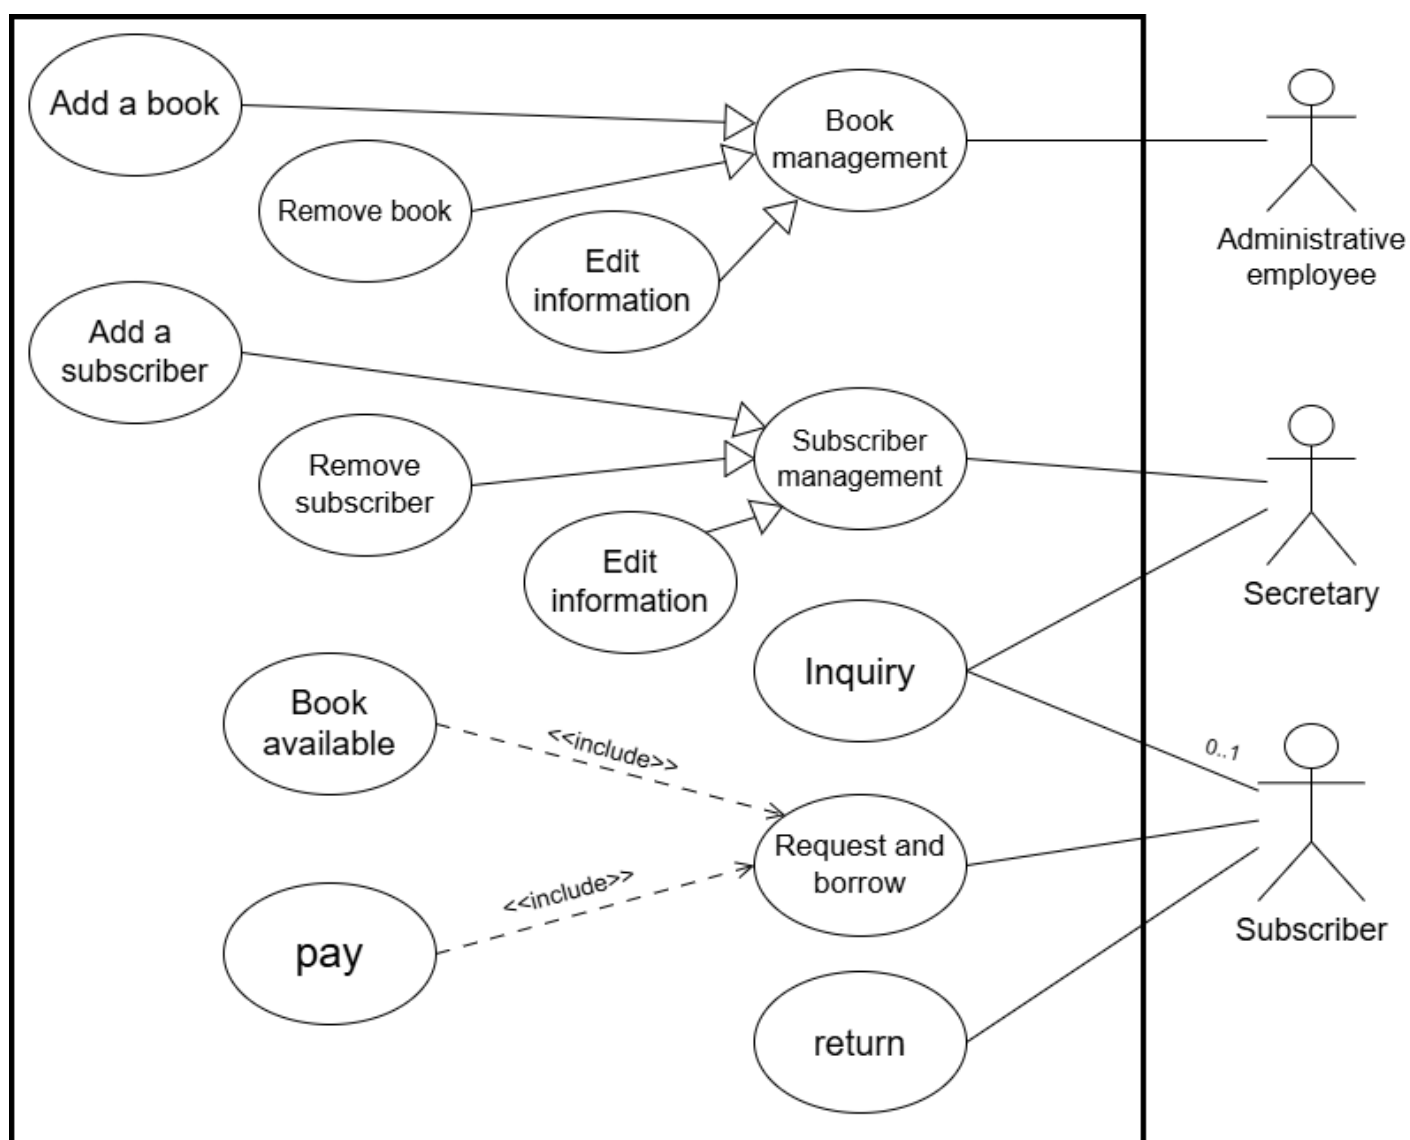 Add a book
Book
management
Remove book
Edit
information
Administrative
employee
Add a
subscriber
Subscriber
management
Remove
subscriber
Edit
information
Secretary
Inquiry
Book
available
<<include>>
0..1
Request and
borrow
<<include>>
Subscriber
pay
return